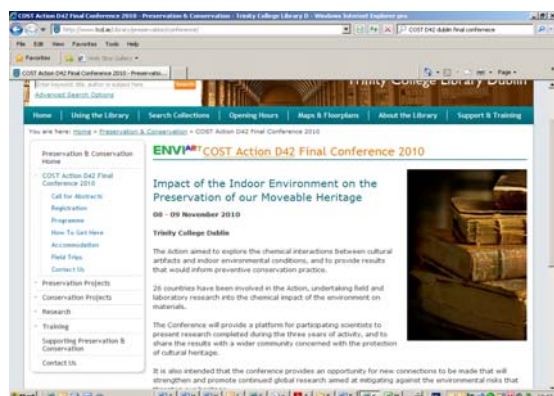 COST Action D42 Final Conference 2010 - Preservation & Conservation : Trinity College Library D - Windows Internet Explorer
COST D42 dublin final conference
File Edit View Favorites Tools Help
Favorites
COST Action D42 Final Conference 2010 - Preservatio...
Page
Trinity College Library Dublin
Search
Advanced Search Options
Home Using the Library Search Collections Opening Hours Maps & Floorplans About the Library Support & Training
You are here: Home > Preservation & Conservation > COST Action D42 Final Conference 2010
Preservation & Conservation
Home
COST Action D42 Final
Conference 2010
Call for Abstracts
Registration
Programme
How To Get Here
Accommodation
Field Trips
Contact Us
Preservation Projects
Conservation Projects
Research
Training
Supporting Preservation &
Conservation
Contact Us
ENVIART COST Action D42 Final Conference 2010
Impact of the Indoor Environment on the
Preservation of our Moveable Heritage
08 - 09 November 2010
Trinity College Dublin
The Action aimed to explore the chemical interactions between cultural
artifacts and indoor environmental conditions, and to provide results
that would inform preventive conservation practice.
26 countries have been involved in the Action, undertaking field and
laboratory research into the chemical impact of the environment on
materials.
The Conference will provide a platform for participating scientists to
present research completed during the three years of activity, and to
share the results with a wider community concerned with the protection
of cultural heritage.
It is also intended that the conference provides an opportunity for new connections to be made that will
strengthen and promote continued global research aimed at mitigating against the environmental risks that